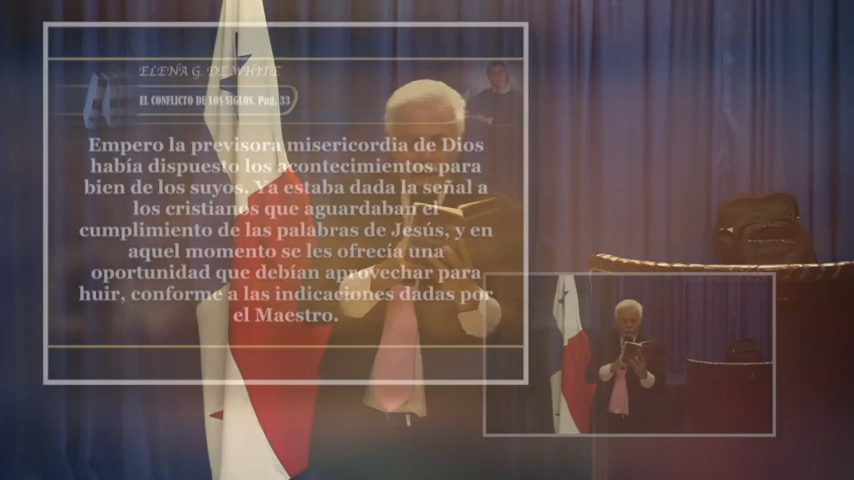 ELENA G. DE WHITE
EL CONFLICTO DE LOS SIGLOS. Pag. 33
Empero la previsora misericordia de Dios
había dispuesto los acontecimientos para
bien de los suyos. Ya estaba dada la señal a
los cristianos que aguardaban el
cumplimiento de las palabras de Jesús, y en
aquel momento se les ofrecía una
oportunidad que debían aprovechar para
huir, conforme a las indicaciones dadas por
el Maestro.